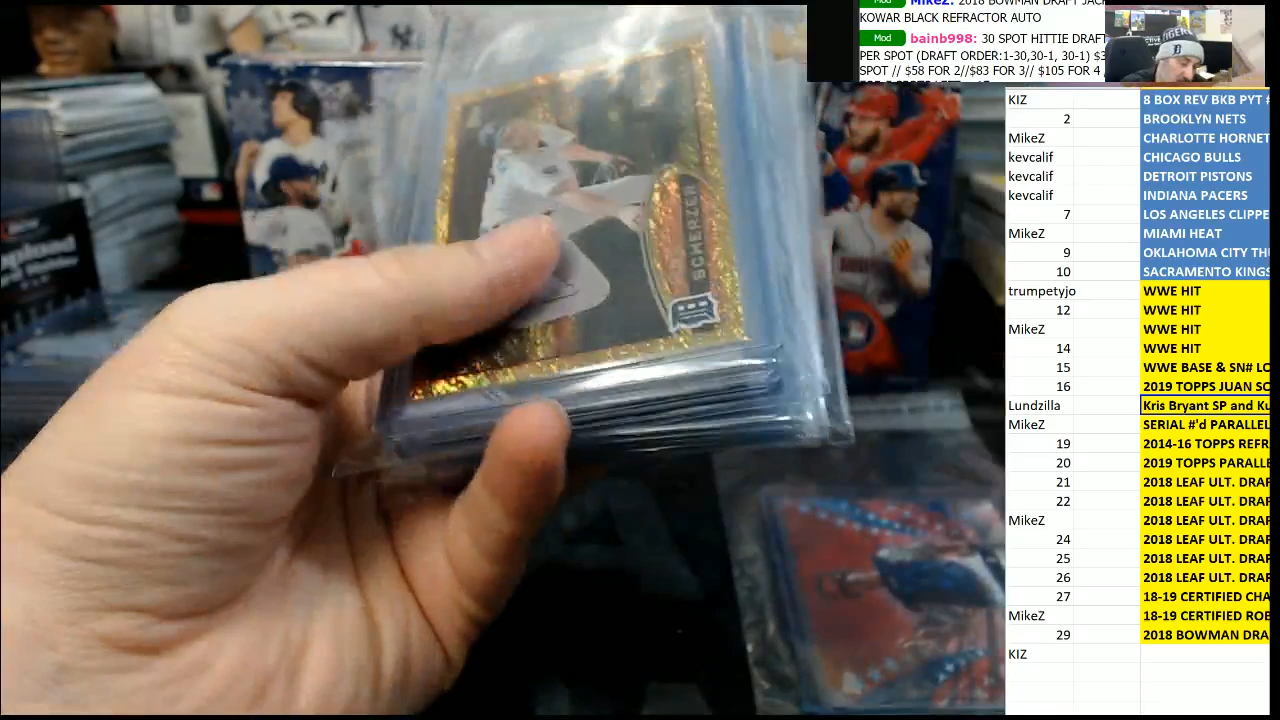 Mod MikeZ: 2018 BOWMAN DRAFT JACK
KOWAR BLACK REFRACTOR AUTO
Mod bainb998: 30 SPOT HITTIE DRAFT
PER SPOT (DRAFT ORDER:1-30,30-1, 30-1) $3
SPOT // $58 FOR 2//$83 FOR 3// $105 FOR 4
KIZ 8 BOX REV BKB PYT #
2 BROOKLYN NETS
MikeZ CHARLOTTE HORNET
kevcalif CHICAGO BULLS
kevcalif DETROIT PISTONS
kevcalif INDIANA PACERS
7 LOS ANGELES CLIPPE
MikeZ MIAMI HEAT
9 OKLAHOMA CITY TH
10 SACRAMENTO KINGS
trumpetyjo WWE HIT
12 WWE HIT
MikeZ WWE HIT
14 WWE HIT
15 WWE BASE & SN# LO
16 2019 TOPPS JUAN SO
Lundzilla Kris Bryant SP and Ku
MikeZ SERIAL #'d PARALLEL
19 2014-16 TOPPS REFR
20 2019 TOPPS PARALLE
21 2018 LEAF ULT. DRAF
22 2018 LEAF ULT. DRAF
MikeZ 2018 LEAF ULT. DRAF
24 2018 LEAF ULT. DRAF
25 2018 LEAF ULT. DRAF
26 2018 LEAF ULT. DRAF
27 18-19 CERTIFIED CHA
MikeZ 18-19 CERTIFIED ROE
29 2018 BOWMAN DRA
KIZ
SCHERZER